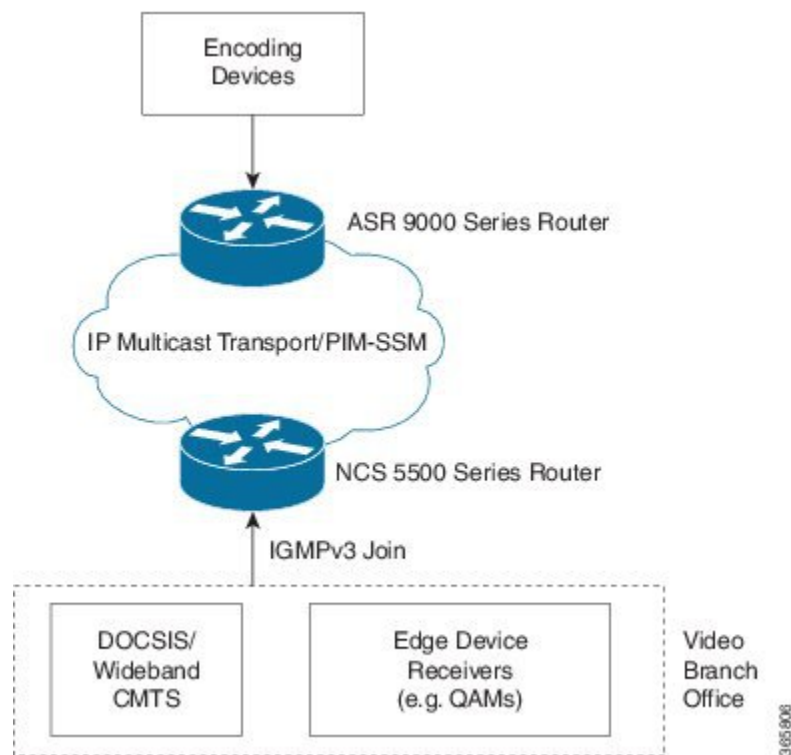 Encoding
Devices
ASR 9000 Series Router
IP Multicast Transport/PIM-SSM
NCS 5500 Series Router
IGMPv3 Join
DOCSIS/
Wideband
CMTS
Edge Device
Receivers
(e.g. QAMs)
Video
Branch
Office
365806